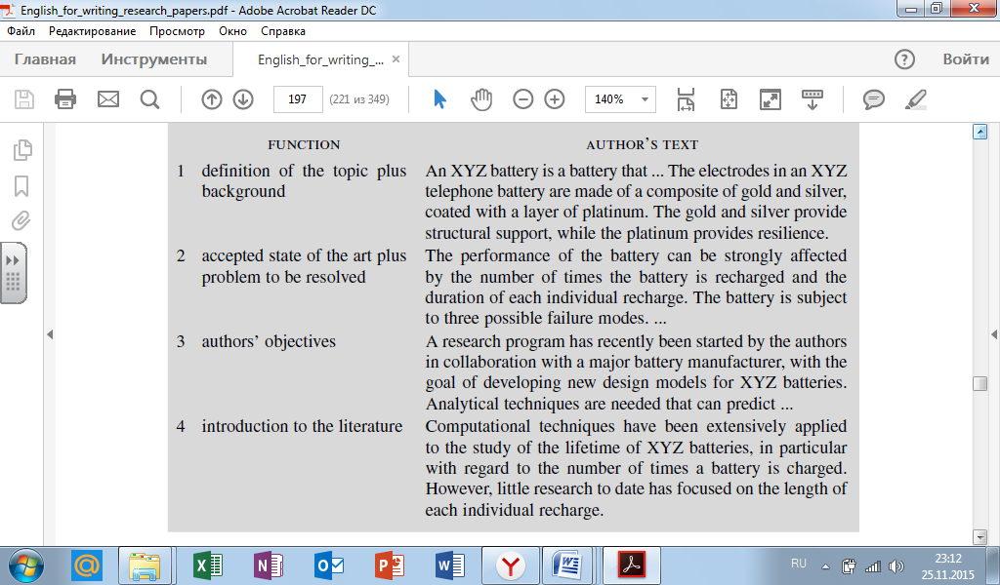 English_for_writing_research_papers.pdf - Adobe Acrobat Reader DC
Файл Редактирование Просмотр Окно Справка
Главная Инструменты English_for_writing_... × ? Войти
197 (221 из 349) 140%
FUNCTION AUTHOR'S TEXT
1 definition of the topic plus An XYZ battery is a battery that ... The electrodes in an XYZ
background telephone battery are made of a composite of gold and silver,
coated with a layer of platinum. The gold and silver provide
structural support, while the platinum provides resilience.
2 accepted state of the art plus The performance of the battery can be strongly affected
problem to be resolved by the number of times the battery is recharged and the
duration of each individual recharge. The battery is subject
to three possible failure modes. ...
3 authors' objectives A research program has recently been started by the authors
in collaboration with a major battery manufacturer, with the
goal of developing new design models for XYZ batteries.
Analytical techniques are needed that can predict ...
4 introduction to the literature Computational techniques have been extensively applied
to the study of the lifetime of XYZ batteries, in particular
with regard to the number of times a battery is charged.
However, little research to date has focused on the length of
each individual recharge.
RU 23:12
25.11.2015